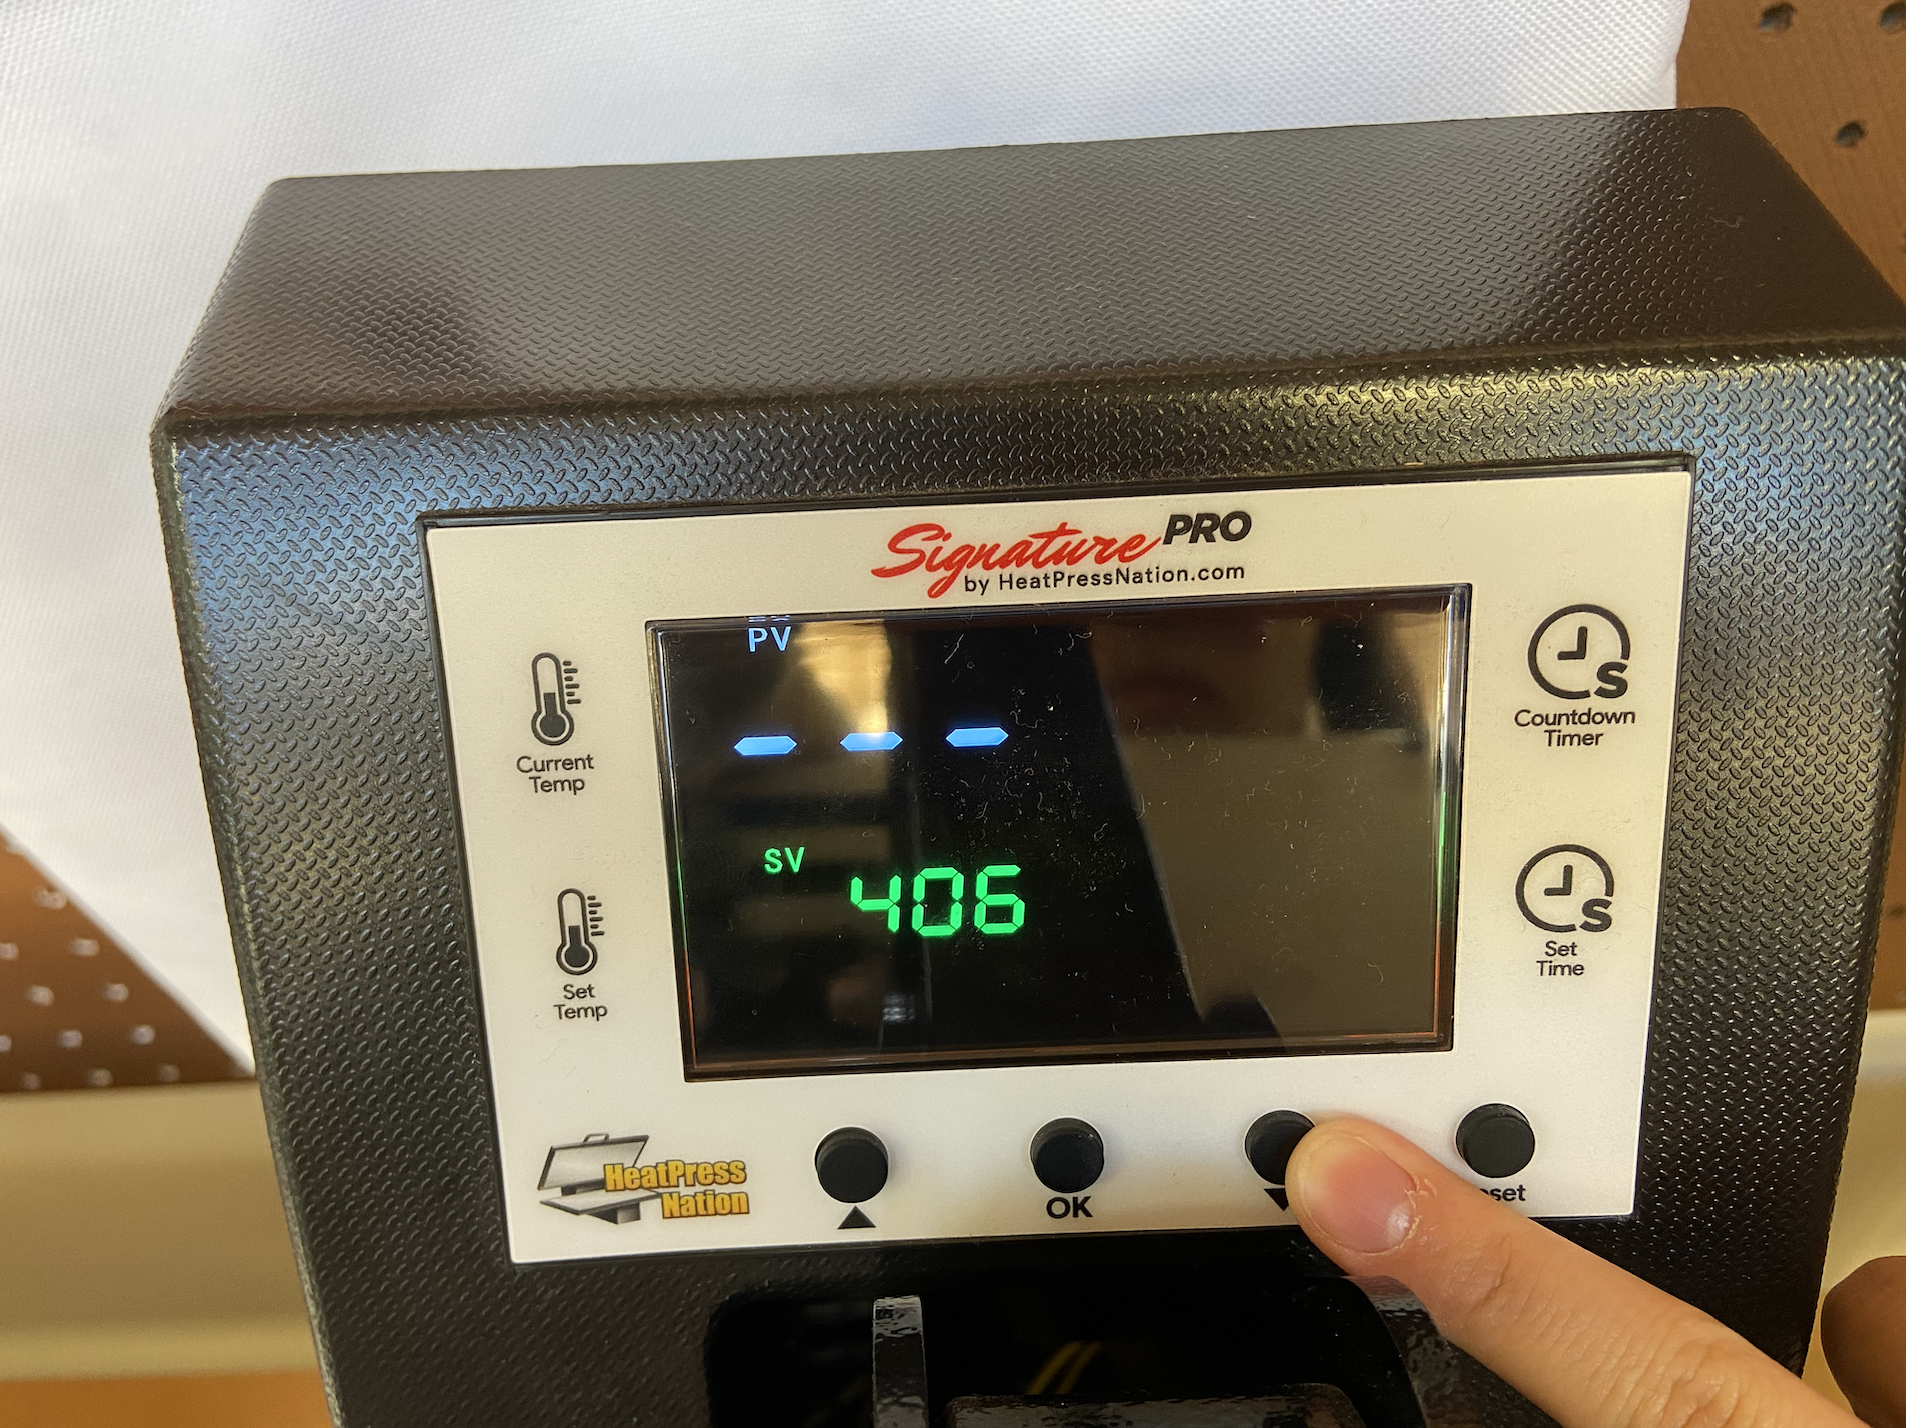 Signature PRO
by HeatPressNation.com
PV
- - -
Current
Temp
Countdown
Timer
SV
406
Set
Temp
Set
Time
HeatPress
Nation
OK